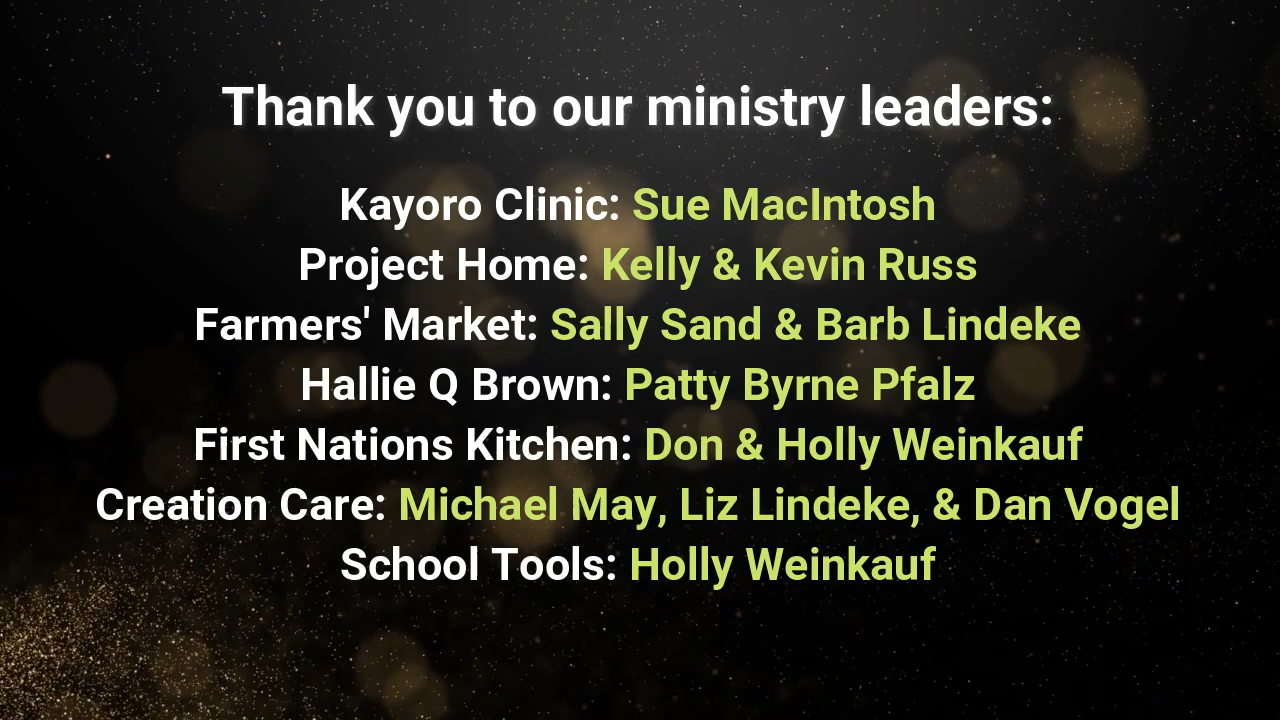 Thank you to our ministry leaders:
Kayoro Clinic: Sue MacIntosh
Project Home: Kelly & Kevin Russ
Farmers' Market: Sally Sand & Barb Lindeke
Hallie Q Brown: Patty Byrne Pfalz
First Nations Kitchen: Don & Holly Weinkauf
Creation Care: Michael May, Liz Lindeke, & Dan Vogel
School Tools: Holly Weinkauf